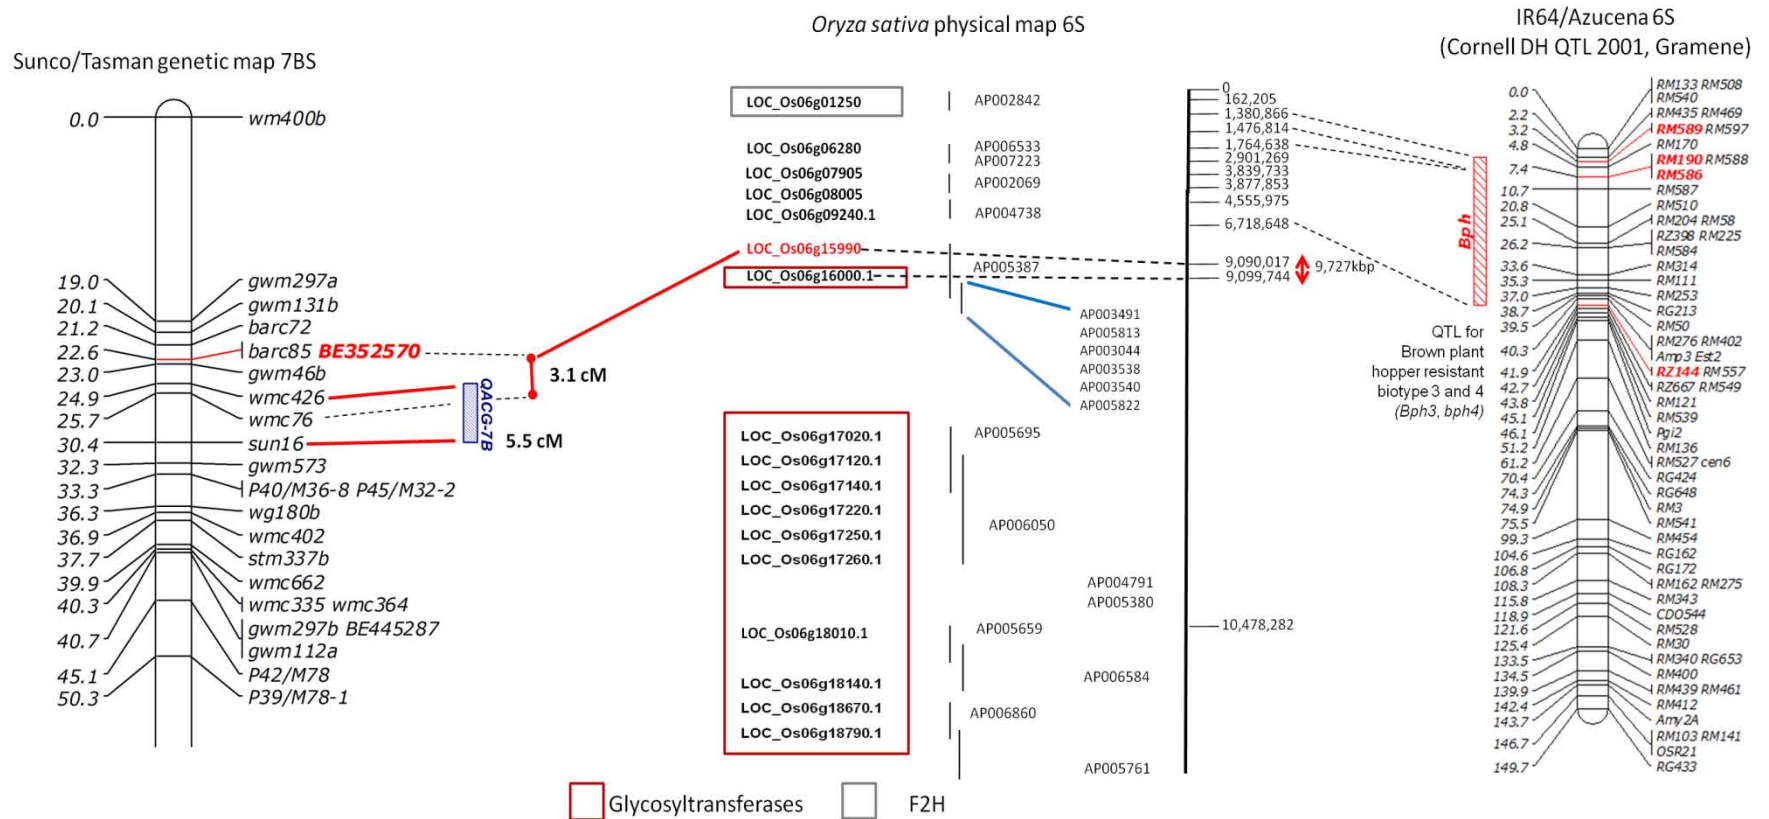 Oryza sativa physical map 6S
IR64/Azucena 6S
(Cornell DH QTL 2001, Gramene)
Sunco/Tasman genetic map 7BS
0.0 wm400b
19.0 gwm297a
20.1 gwm131b
21.2 barc72
22.6 barc85 BE352570
23.0 gwm46b
24.9 wmc426
25.7 wmc76
30.4 sun16
32.3 gwm573
33.3 P40/M36-8 P45/M32-2
36.3 wg180b
36.9 wmc402
37.7 stm337b
39.9 wmc662
40.3 wmc335 wmc364
40.7 gwm297b BE445287
gwm112a
45.1 P42/M78
50.3 P39/M78-1
3.1 cM
QACG-7B
5.5 cM
LOC_Os06g01250
LOC_Os06g06280
LOC_Os06g07905
LOC_Os06g08005
LOC_Os06g09240.1
LOC_Os06g15990
LOC_Os06g16000.1
LOC_Os06g17020.1
LOC_Os06g17120.1
LOC_Os06g17140.1
LOC_Os06g17220.1
LOC_Os06g17250.1
LOC_Os06g17260.1
LOC_Os06g18010.1
LOC_Os06g18140.1
LOC_Os06g18670.1
LOC_Os06g18790.1
AP002842
AP006533
AP007223
AP002069
AP004738
AP005387
AP003491
AP005813
AP003044
AP003538
AP003540
AP005822
AP005695
AP006050
AP004791
AP005380
AP005659
AP006584
AP006860
AP005761
0
162,205
1,380,866
1,476,814
1,764,638
2,901,269
3,839,733
3,877,853
4,555,975
6,718,648
9,090,017
9,099,744
9,727kbp
10,478,282
Bph
QTL for
Brown plant
hopper resistant
biotype 3 and 4
(Bph3, bph4)
0.0
2.2
3.2
4.8
7.4
10.7
20.8
25.1
26.2
33.6
35.3
37.0
38.7
39.5
40.3
41.9
42.7
43.8
45.1
46.1
51.2
61.2
70.4
74.3
74.9
75.5
99.3
104.6
106.8
108.3
115.8
118.9
121.6
125.4
133.5
134.5
139.9
142.4
143.7
146.7
149.7
RM133 RM508
RM540
RM435 RM469
RM589 RM597
RM170
RM190 RM588
RM586
RM587
RM510
RM204 RM58
RZ398 RM225
RM584
RM314
RM111
RM253
RG213
RM50
RM276 RM402
Amp3 Est2
RZ144 RM557
RZ667 RM549
RM121
RM539
Pgi2
RM136
RM527 cen6
RG424
RG648
RM3
RM541
RM454
RG162
RG172
RM162 RM275
RM343
CDO544
RM528
RM30
RM340 RG653
RM400
RM439 RM461
RM412
Amy2A
RM103 RM141
OSR21
RG433
Glycosyltransferases
F2H